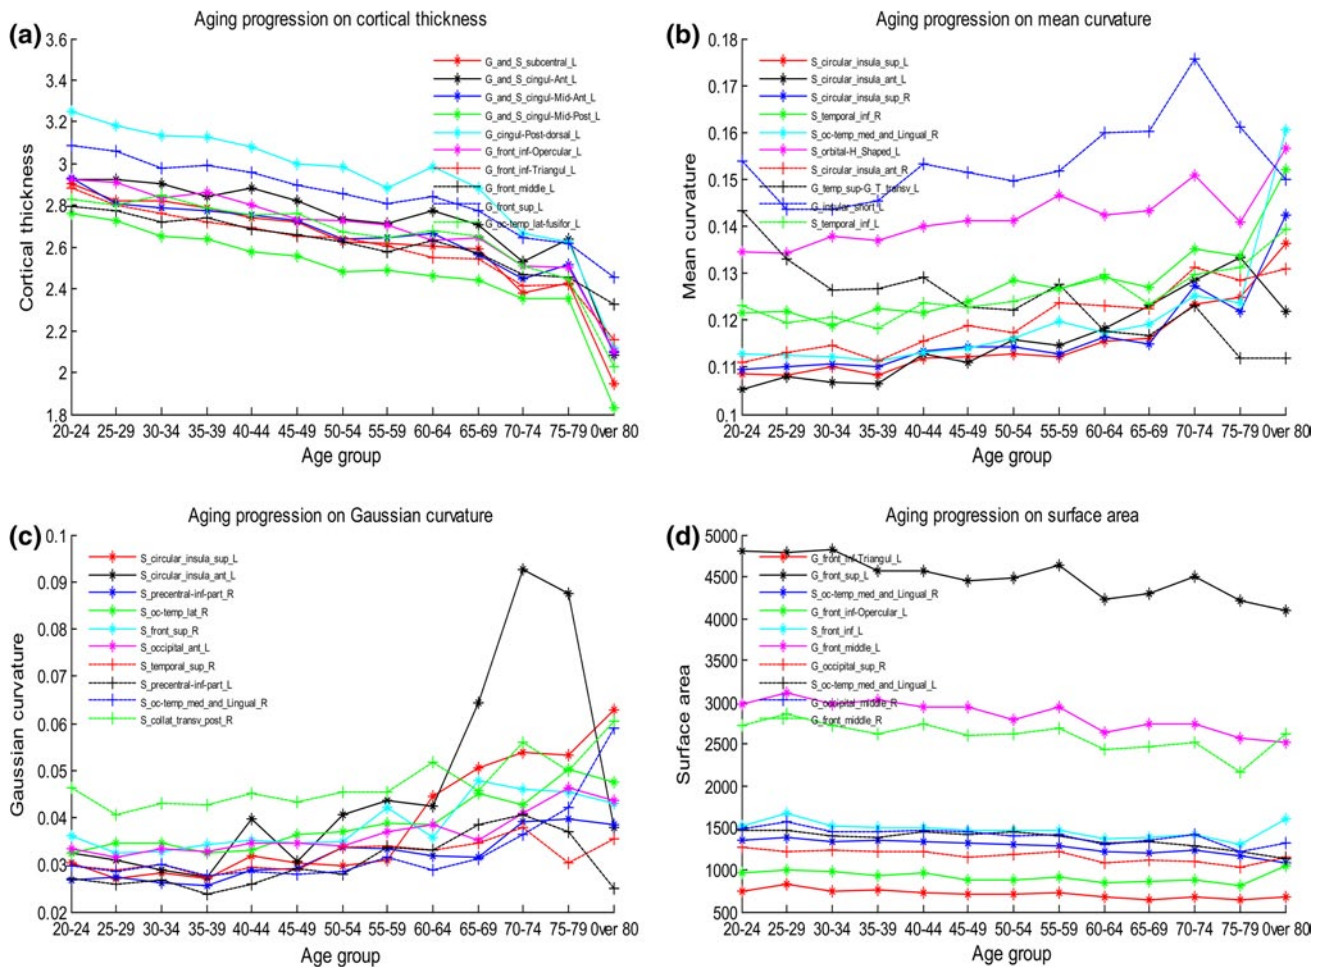 (a)
Aging progression on cortical thickness
3.6
3.4
3.2
3
2.8
2.6
2.4
2.2
2
1.8
Cortical thickness
G_and_S_subcentral_L
G_and_S_cingul-Ant_L
G_and_S_cingul-Mid-Ant_L
G_and_S_cingul-Mid-Post_L
G_cingul-Post-dorsal_L
G_front_inf-Opercular_L
G_front_inf-Triangul_L
G_front_middle_L
G_front_sup_L
G_oc-temp_lat-fusifor_L
20-24 25-29 30-34 35-39 40-44 45-49 50-54 55-59 60-64 65-69 70-74 75-79 Over 80
Age group
(b)
Aging progression on mean curvature
0.18
0.17
0.16
0.15
0.14
0.13
0.12
0.11
0.1
Mean curvature
S_circular_insula_sup_L
S_circular_insula_ant_L
S_circular_insula_sup_R
S_temporal_inf_R
S_oc-temp_med_and_Lingual_R
S_orbital-H_Shaped_L
S_circular_insula_ant_R
G_temp_sup-G_T_transv_L
G_insular_short_L
S_temporal_inf_L
20-24 25-29 30-34 35-39 40-44 45-49 50-54 55-59 60-64 65-69 70-74 75-79 Over 80
Age group
(c)
Aging progression on Gaussian curvature
0.1
0.09
0.08
0.07
0.06
0.05
0.04
0.03
0.02
Gaussian curvature
S_circular_insula_sup_L
S_circular_insula_ant_L
S_precentral-inf-part_R
S_oc-temp_lat_R
S_front_sup_R
S_occipital_ant_L
S_temporal_sup_R
S_precentral-inf-part_L
S_oc-temp_med_and_Lingual_R
S_collat_transv_post_R
20-24 25-29 30-34 35-39 40-44 45-49 50-54 55-59 60-64 65-69 70-74 75-79 Over 80
Age group
(d)
Aging progression on surface area
5000
4500
4000
3500
3000
2500
2000
1500
1000
500
Surface area
G_front_inf-Triangul_L
G_front_sup_L
S_oc-temp_med_and_Lingual_R
G_front_inf-Opercular_L
S_front_inf_L
G_front_middle_L
G_occipital_sup_R
S_oc-temp_med_and_Lingual_L
G_occipital_middle_R
G_front_middle_R
20-24 25-29 30-34 35-39 40-44 45-49 50-54 55-59 60-64 65-69 70-74 75-79 Over 80
Age group